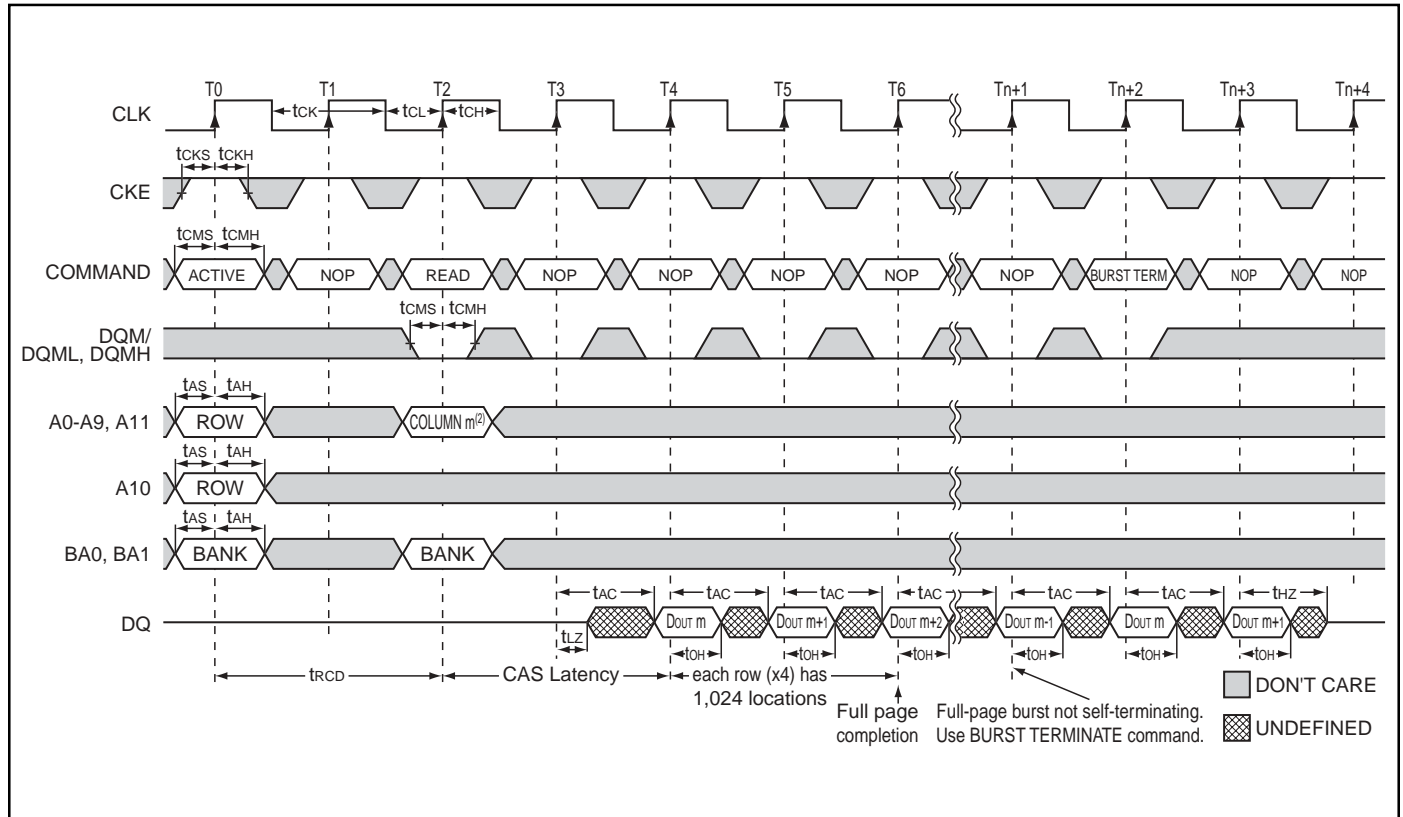 T0 T1 T2 T3 T4 T5 T6 Tn+1 Tn+2 Tn+3 Tn+4
CLK tCK tCL tCH
tCKS tCKH
CKE
tCMS tCMH
COMMAND ACTIVE NOP READ NOP NOP NOP NOP NOP BURST TERM NOP NOP
tCMS tCMH
DQM/
DQML, DQMH
tAS tAH
A0-A9, A11 ROW COLUMN m(2)
tAS tAH
A10 ROW
tAS tAH
BA0, BA1 BANK BANK
tAC tAC tAC tAC tAC tAC tHZ
DQ DOUT m DOUT m+1 DOUT m+2 DOUT m-1 DOUT m DOUT m+1
tLZ tOH tOH tOH tOH tOH tOH
tRCD CAS Latency each row (x4) has
1,024 locations
Full page
completion
Full-page burst not self-terminating.
Use BURST TERMINATE command.
DON'T CARE
UNDEFINED